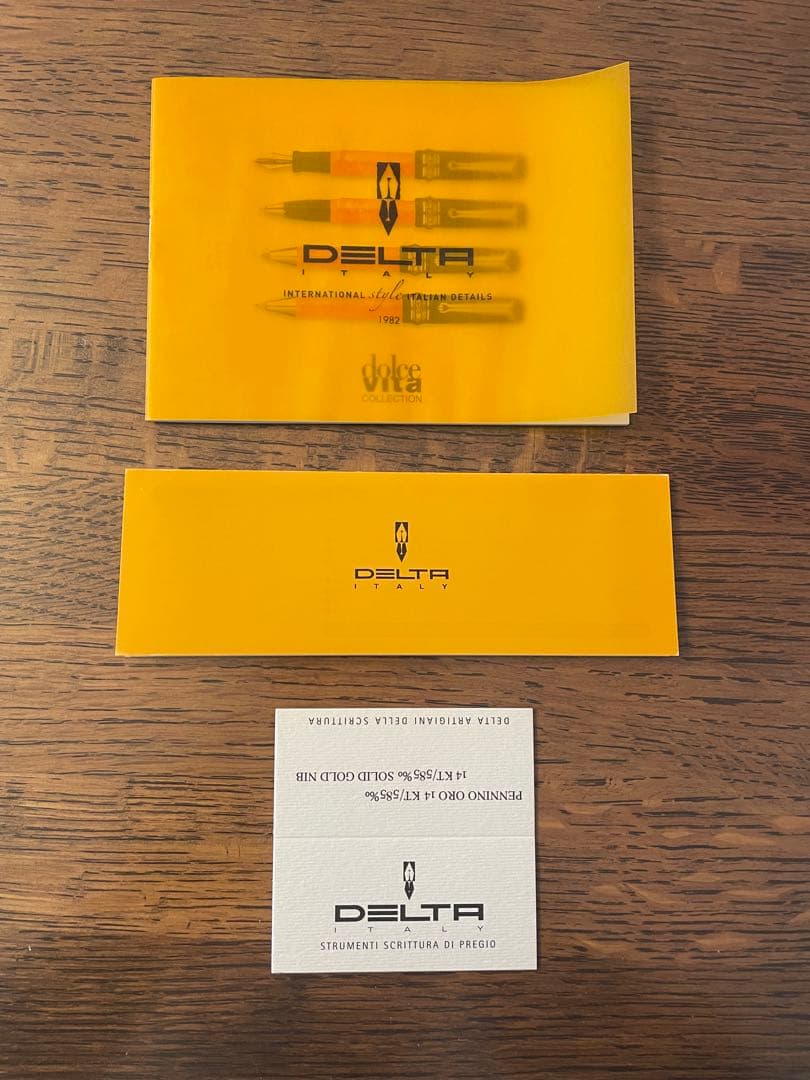 DELTA
ITALY
INTERNATIONAL style ITALIAN DETAILS
1982
dolce
vita
COLLECTION
DELTA
ITALY
DELTA ARTIGIANI DELLA SCRITTURA
PENNINO ORO 14 KT/585‰
14 KT/585‰ SOLID GOLD NIB
DELTA
ITALY
STRUMENTI SCRITTURA DI PREGIO